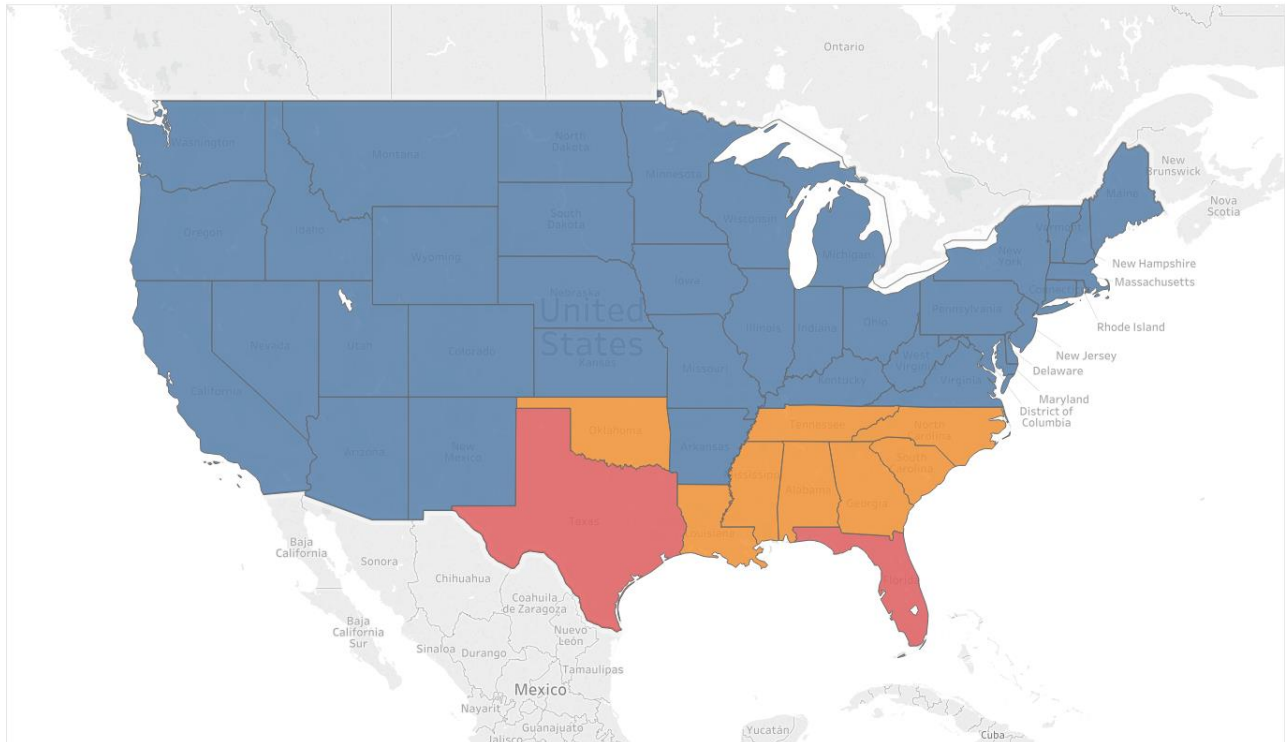 Ontario
Washington
Montana
North
Dakota
Minnesota
New
Brunswick
Nova
Scotia
Maine
Vermont
Oregon
Idaho
South
Dakota
Wisconsin
Michigan
New
York
New Hampshire
Massachusetts
Wyoming
Iowa
Nebraska
Pennsylvania
Rhode Island
United
States
Nevada
Utah
Colorado
Kansas
Illinois
Indiana
Ohio
New Jersey
Delaware
Missouri
West
Virginia
Virginia
Kentucky
Maryland
District of
Columbia
California
Arizona
New
Mexico
Oklahoma
Arkansas
Tennessee
North
Carolina
South
Carolina
Alabama
Georgia
Texas
Louisiana
Florida
Baja
California
Sonora
Chihuahua
Coahuila
de Zaragoza
Baja
California
Sur
Nuevo
León
Sinaloa
Durango
Tamaulipas
Mexico
Nayarit
Guanajuato
Jalisco
Yucatán
Cuba